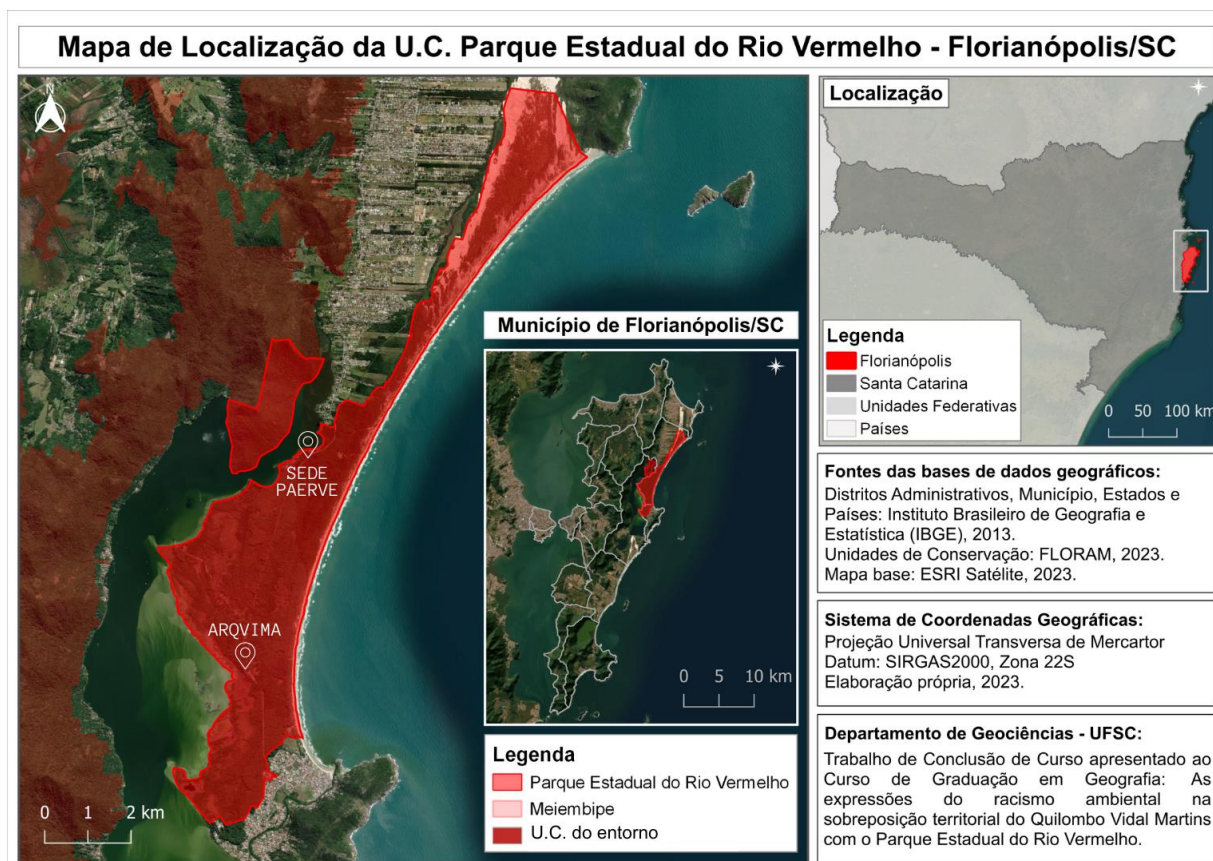 Mapa de Localização da U.C. Parque Estadual do Rio Vermelho - Florianópolis/SC
N
SEDE
PAERVE
ARQVIMA
0 1 2 km
Município de Florianópolis/SC
0 5 10 km
Legenda
Parque Estadual do Rio Vermelho
Meiembipe
U.C. do entorno
Localização
Legenda
Florianópolis
Santa Catarina
Unidades Federativas
Países
0 50 100 km
Fontes das bases de dados geográficos:
Distritos Administrativos, Município, Estados e
Países: Instituto Brasileiro de Geografia e
Estatística (IBGE), 2013.
Unidades de Conservação: FLORAM, 2023.
Mapa base: ESRI Satélite, 2023.
Sistema de Coordenadas Geográficas:
Projeção Universal Transversa de Mercartor
Datum: SIRGAS2000, Zona 22S
Elaboração própria, 2023.
Departamento de Geociências - UFSC:
Trabalho de Conclusão de Curso apresentado ao
Curso de Graduação em Geografia: As
expressões do racismo ambiental na
sobreposição territorial do Quilombo Vidal Martins
com o Parque Estadual do Rio Vermelho.